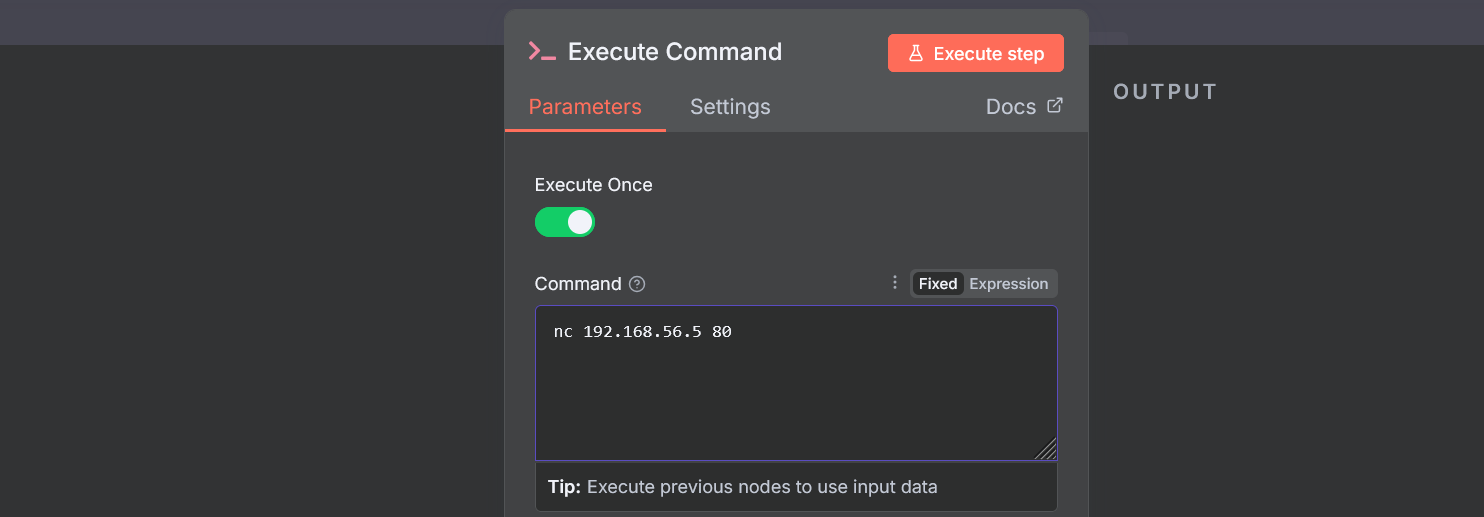 Execute Command
Execute step
OUTPUT
Parameters Settings Docs
Execute Once
Command
Fixed Expression
nc 192.168.56.5 80
Tip: Execute previous nodes to use input data